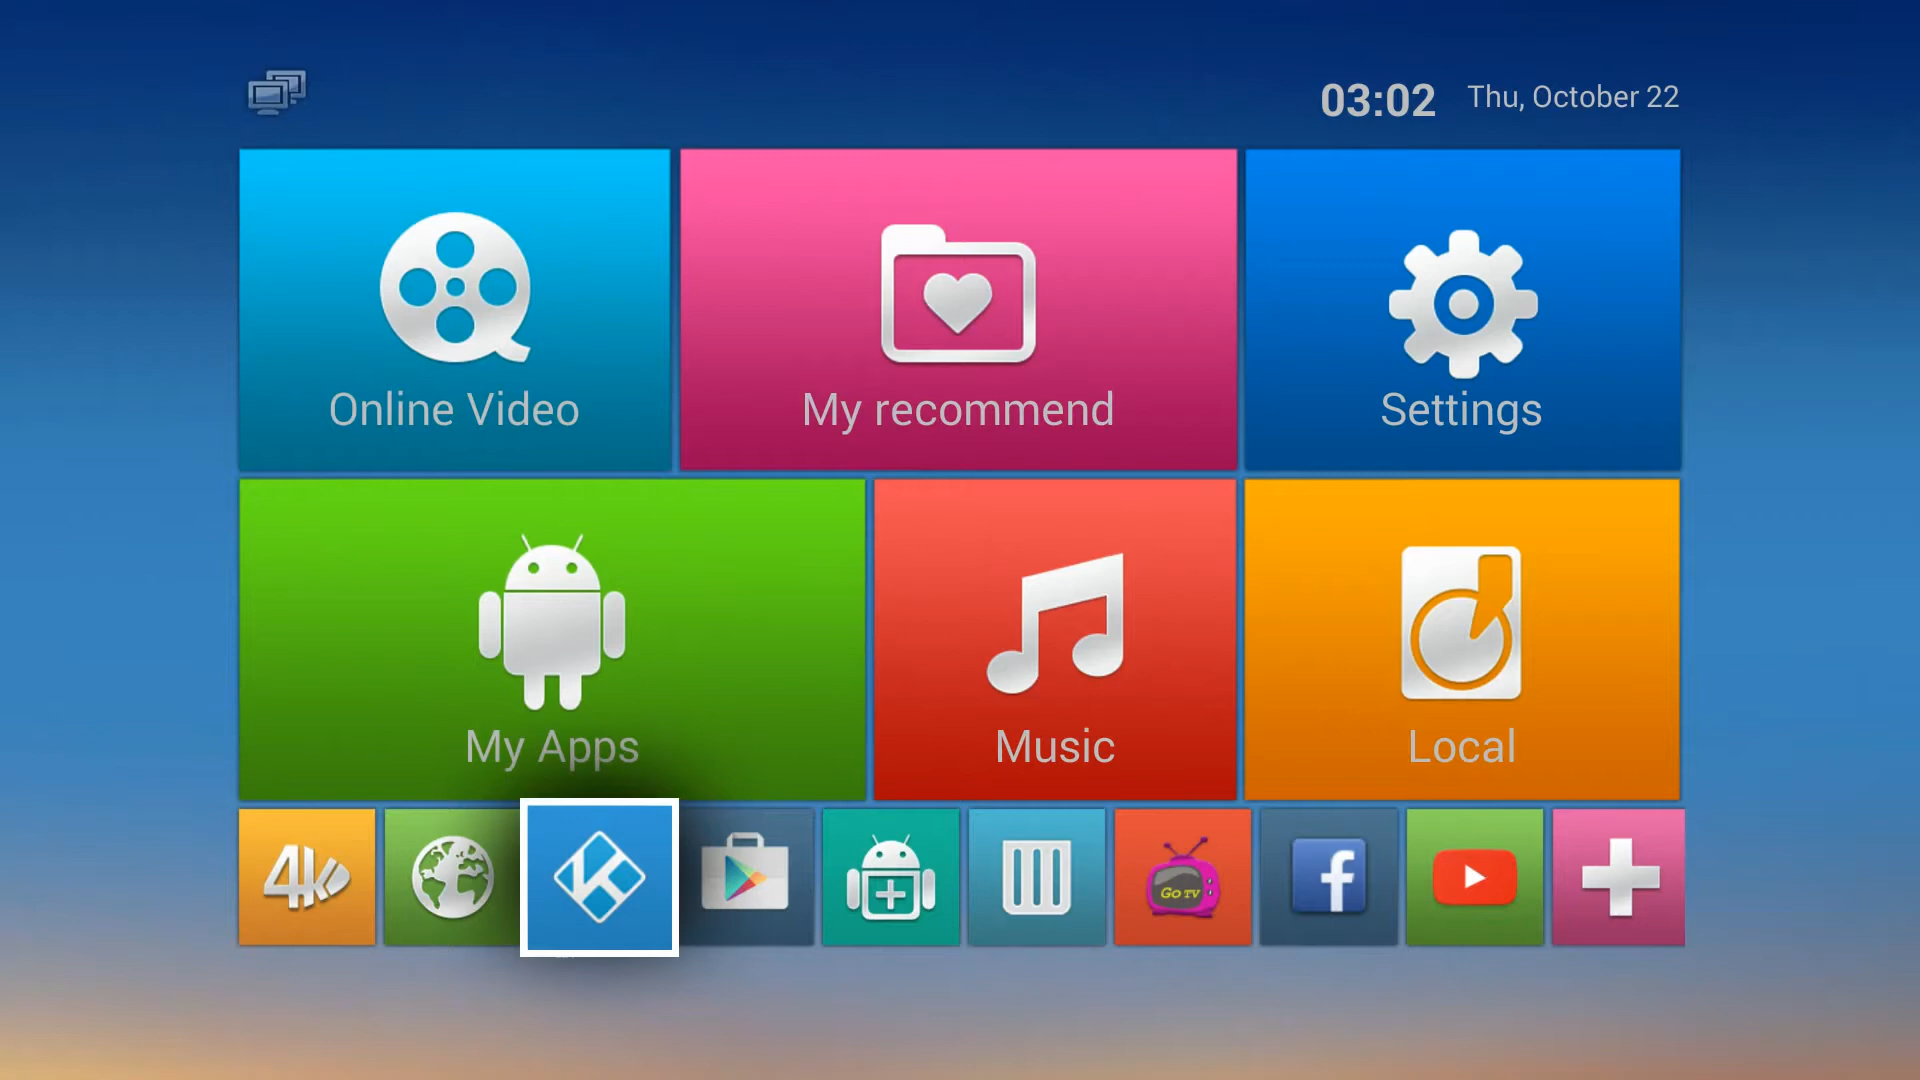 03:02 Thu, October 22
Online Video
My recommend
Settings
My Apps
Music
Local
4K
Go TV
f